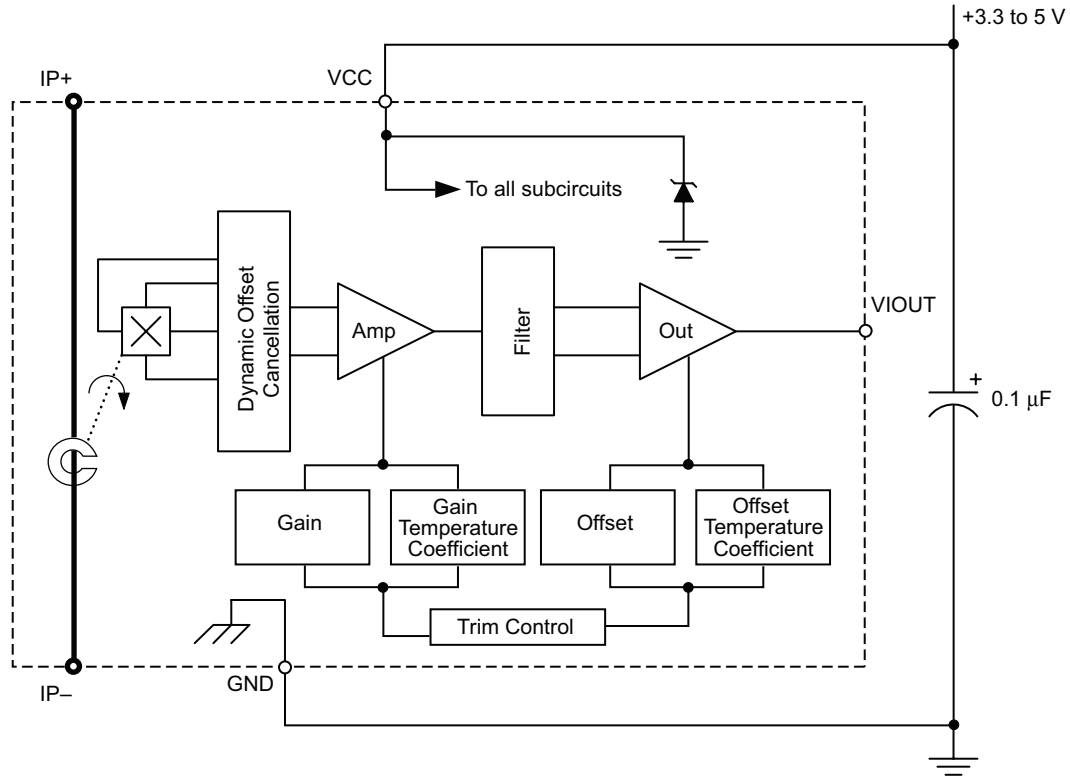 +3.3 to 5 V
IP+
VCC
To all subcircuits
Dynamic Offset
Cancellation
Amp
Filter
Out
VIOUT
+
0.1 μF
Gain
Gain
Temperature
Coefficient
Offset
Offset
Temperature
Coefficient
Trim Control
GND
IP–